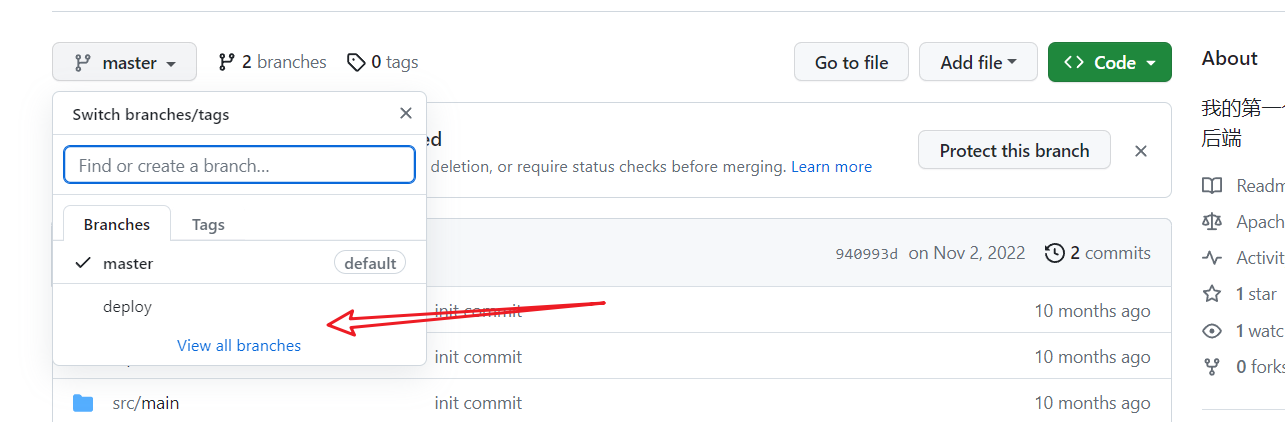 master
2 branches
0 tags
Go to file
Add file
Code
About
Switch branches/tags
我的第一
后端
Protect this branch
deletion, or require status checks before merging. Learn more
Find or create a branch...
Readm
Branches
Tags
Apach
940993d on Nov 2, 2022
2 commits
Activit
master
default
1 star
deploy
init commit
10 months ago
1 watc
View all branches
init commit
10 months ago
0 forks
src/main
init commit
10 months ago